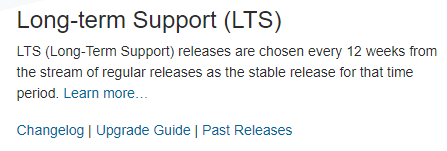 Long-term Support (LTS)
LTS (Long-Term Support) releases are chosen every 12 weeks from
the stream of regular releases as the stable release for that time
period. Learn more…
Changelog | Upgrade Guide | Past Releases